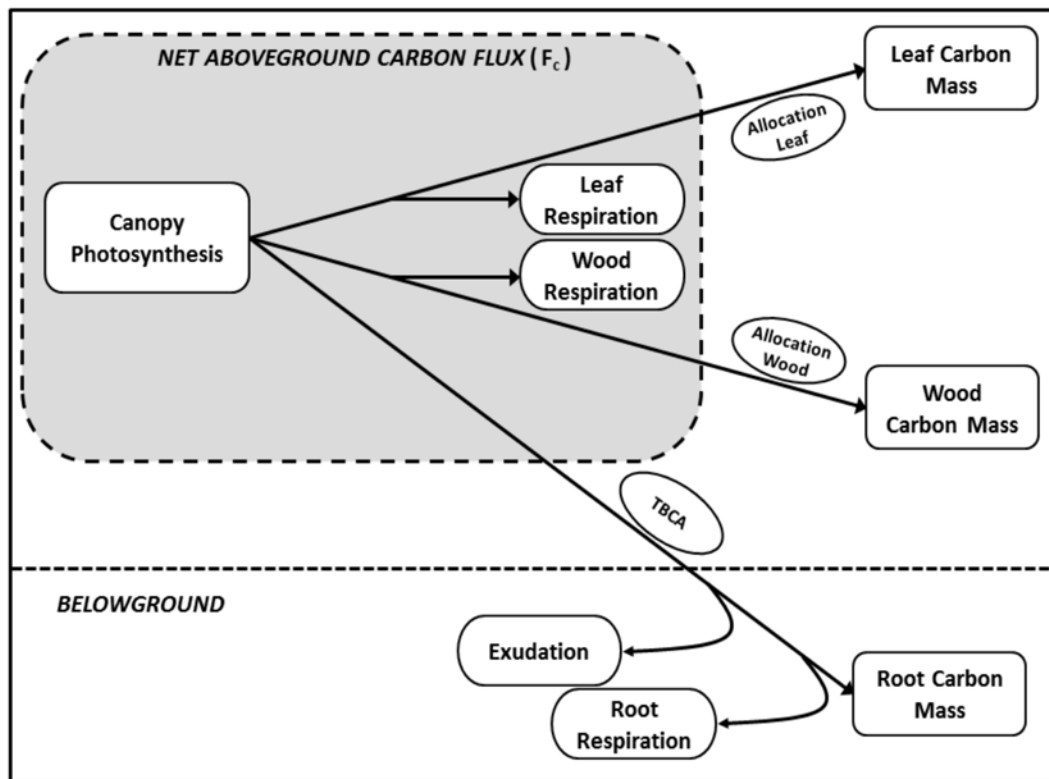 NET ABOVEGROUND CARBON FLUX ( Fc )
Leaf Carbon
Mass
Allocation
Leaf
Leaf
Respiration
Canopy
Photosynthesis
Wood
Respiration
Allocation
Wood
Wood
Carbon Mass
TBCA
BELOWGROUND
Exudation
Root Carbon
Mass
Root
Respiration